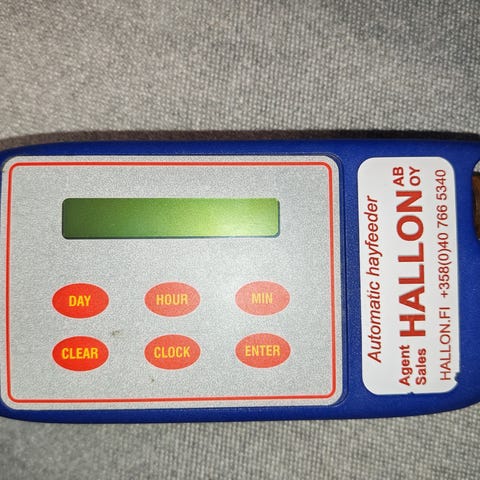 DAY
HOUR
MIN
CLEAR
CLOCK
ENTER
Automatic hayfeeder
Agent
Sales
HALLON AB
OY
HALLON.FI +358(0)40 766 5340